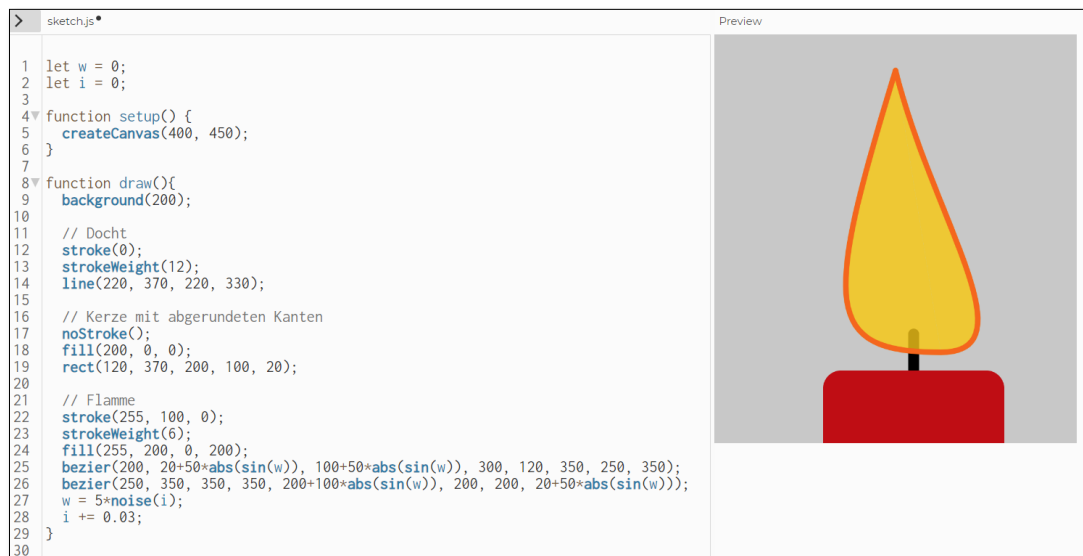 sketch.js
Preview
1 let w = 0;
2 let i = 0;
3
4 function setup() {
5   createCanvas(400, 450);
6 }
7
8 function draw(){
9   background(200);
10
11   // Docht
12   stroke(0);
13   strokeWeight(12);
14   line(220, 370, 220, 330);
15
16   // Kerze mit abgerundeten Kanten
17   noStroke();
18   fill(200, 0, 0);
19   rect(120, 370, 200, 100, 20);
20
21   // Flamme
22   stroke(255, 100, 0);
23   strokeWeight(6);
24   fill(255, 200, 0, 200);
25   bezier(200, 20+50*abs(sin(w)), 100+50*abs(sin(w)), 300, 120, 350, 250, 350);
26   bezier(250, 350, 350, 350, 200+100*abs(sin(w)), 200, 200, 20+50*abs(sin(w)));
27   w = 5*noise(i);
28   i += 0.03;
29 }
30